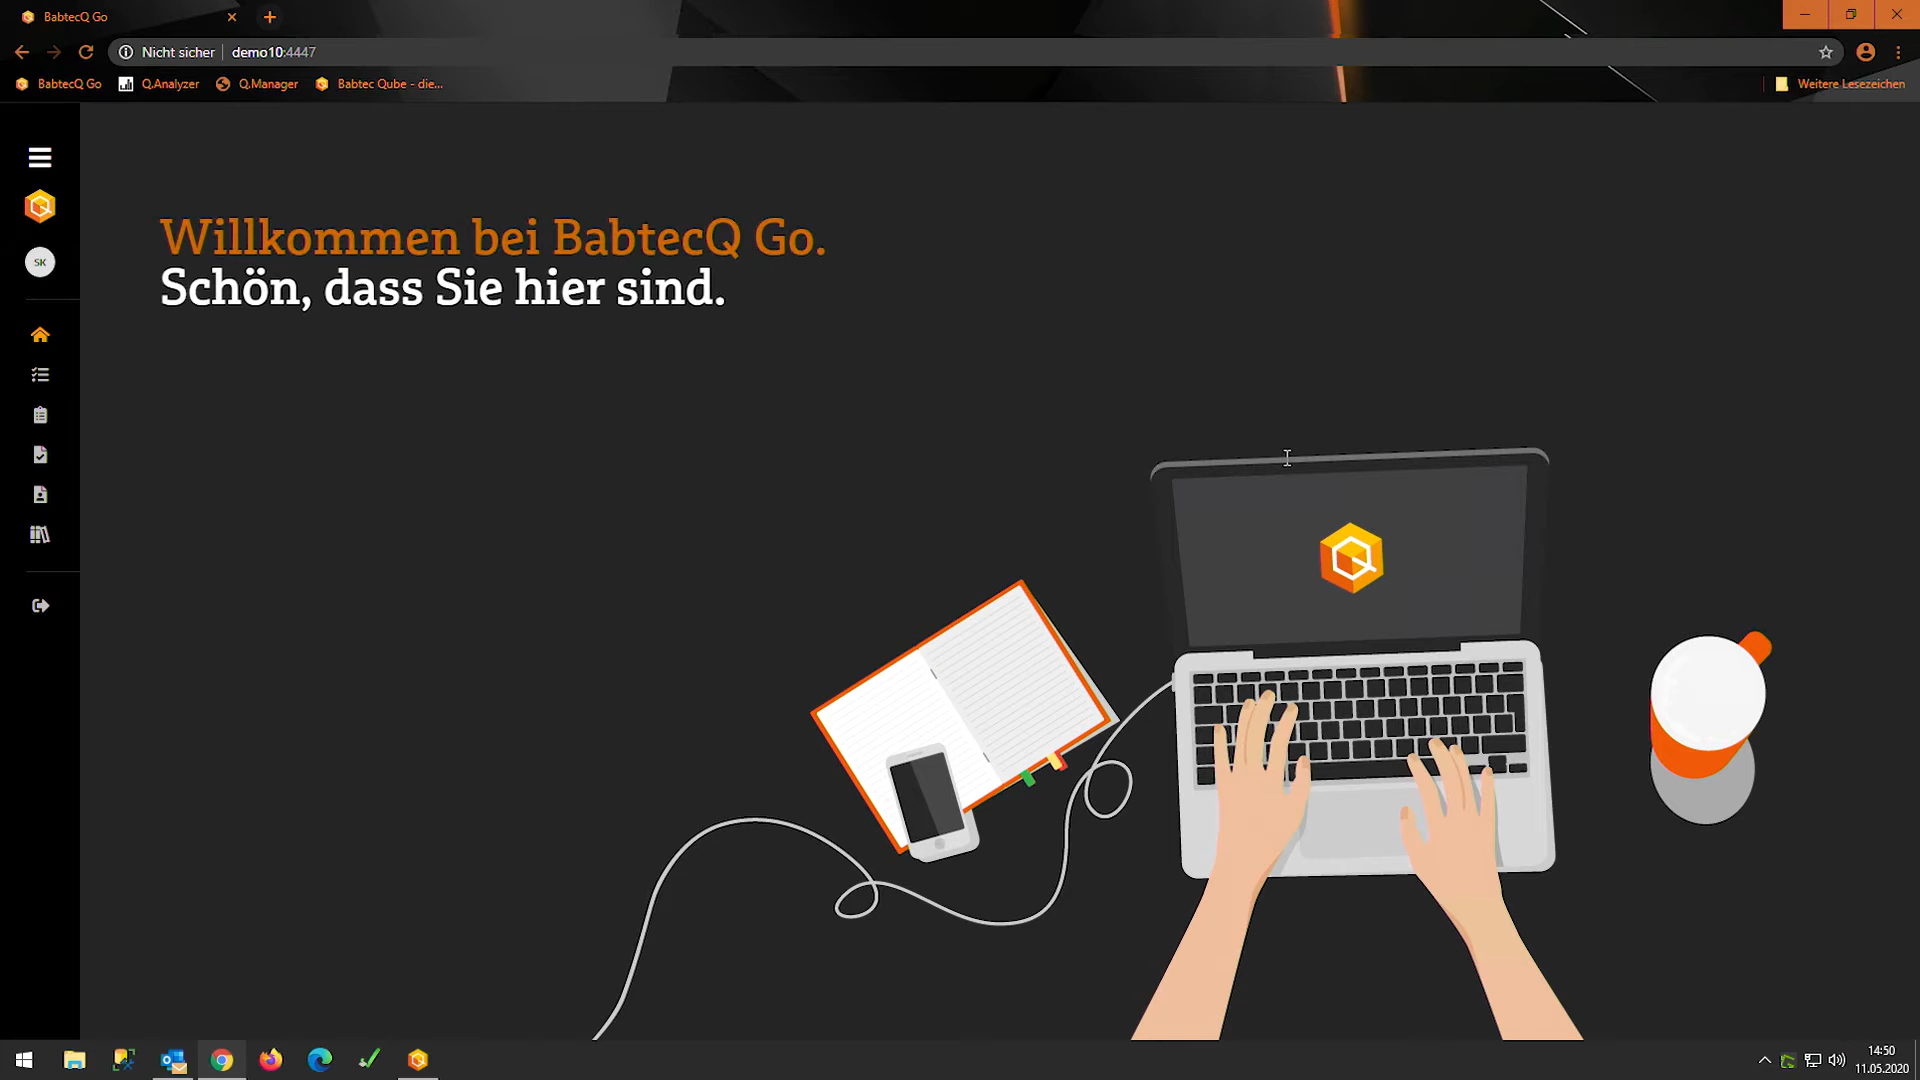 BabtecQ Go
Nicht sicher demo10:4447
BabtecQ Go Q.Analyzer Q.Manager Babtec Qube - die... Weitere Lesezeichen
SK
Willkommen bei BabtecQ Go.
Schön, dass Sie hier sind.
14:50
11.05.2020